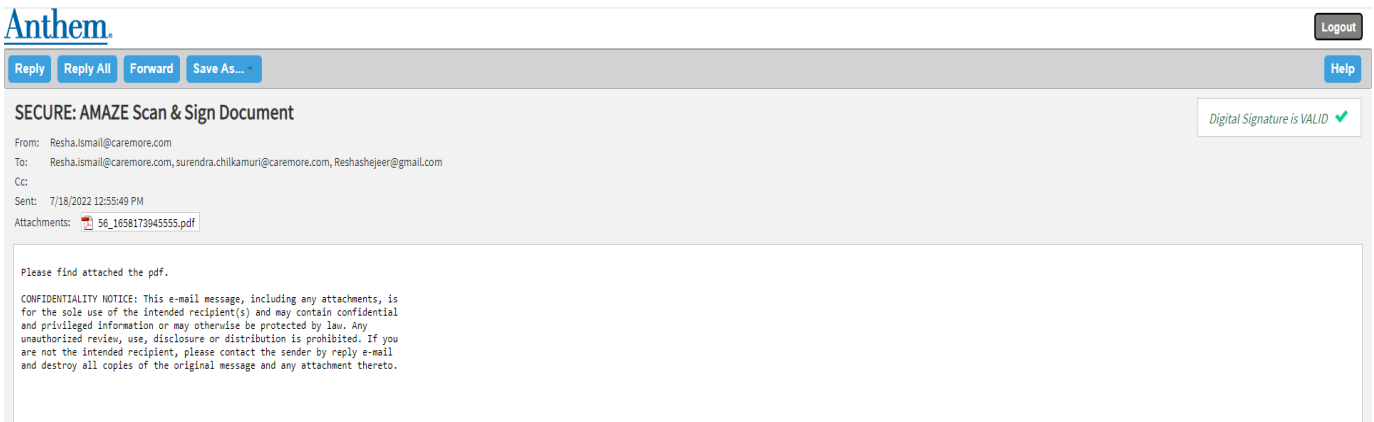 Anthem.
Logout
Reply Reply All Forward Save As...
Help
SECURE: AMAZE Scan & Sign Document
Digital Signature is VALID
From: Resha.Ismail@caremore.com
To: Resha.ismail@caremore.com, surendra.chilkamuri@caremore.com, Reshashejeer@gmail.com
Cc:
Sent: 7/18/2022 12:55:49 PM
Attachments: 56_1658173945555.pdf
Please find attached the pdf.
CONFIDENTIALITY NOTICE: This e-mail message, including any attachments, is
for the sole use of the intended recipient(s) and may contain confidential
and privileged information or may otherwise be protected by law. Any
unauthorized review, use, disclosure or distribution is prohibited. If you
are not the intended recipient, please contact the sender by reply e-mail
and destroy all copies of the original message and any attachment thereto.